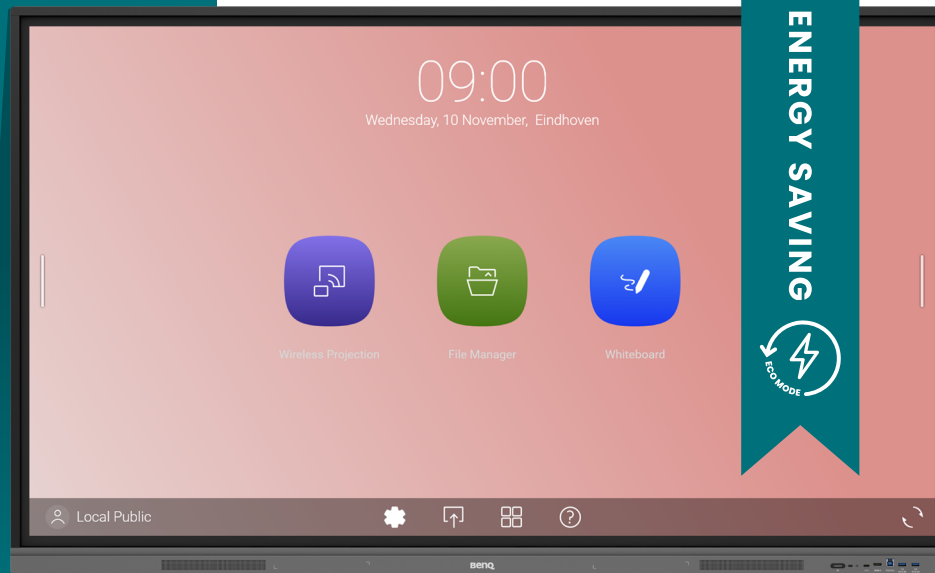 09:00
Wednesday, 10 November, Eindhoven
Wireless Projection
File Manager
Whiteboard
Local Public
BenQ
ENERGY SAVING
ECO MODE